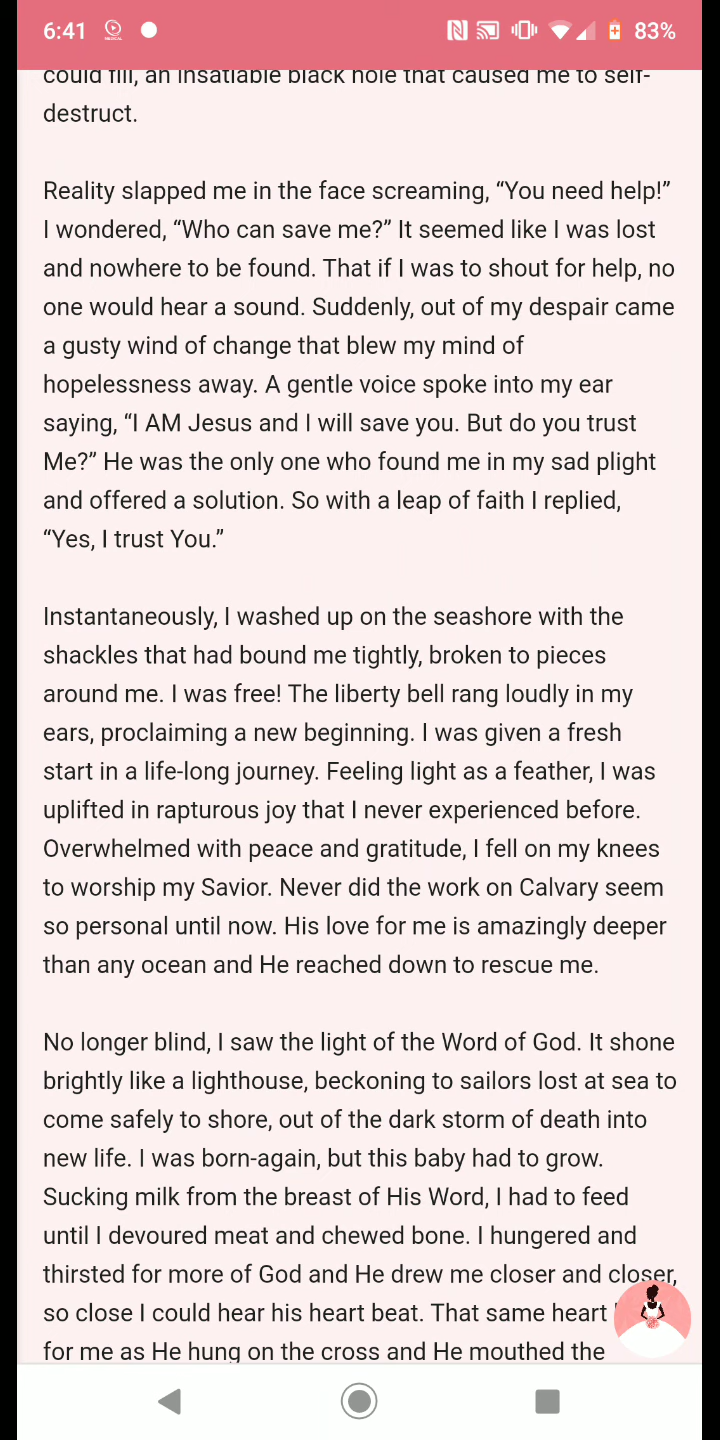 6:41
83%
could fill, an insatiable black hole that caused me to self-
destruct.
Reality slapped me in the face screaming, “You need help!”
I wondered, “Who can save me?” It seemed like I was lost
and nowhere to be found. That if I was to shout for help, no
one would hear a sound. Suddenly, out of my despair came
a gusty wind of change that blew my mind of
hopelessness away. A gentle voice spoke into my ear
saying, “I AM Jesus and I will save you. But do you trust
Me?” He was the only one who found me in my sad plight
and offered a solution. So with a leap of faith I replied,
“Yes, I trust You.”
Instantaneously, I washed up on the seashore with the
shackles that had bound me tightly, broken to pieces
around me. I was free! The liberty bell rang loudly in my
ears, proclaiming a new beginning. I was given a fresh
start in a life-long journey. Feeling light as a feather, I was
uplifted in rapturous joy that I never experienced before.
Overwhelmed with peace and gratitude, I fell on my knees
to worship my Savior. Never did the work on Calvary seem
so personal until now. His love for me is amazingly deeper
than any ocean and He reached down to rescue me.
No longer blind, I saw the light of the Word of God. It shone
brightly like a lighthouse, beckoning to sailors lost at sea to
come safely to shore, out of the dark storm of death into
new life. I was born-again, but this baby had to grow.
Sucking milk from the breast of His Word, I had to feed
until I devoured meat and chewed bone. I hungered and
thirsted for more of God and He drew me closer and closer,
so close I could hear his heart beat. That same heart
for me as He hung on the cross and He mouthed the